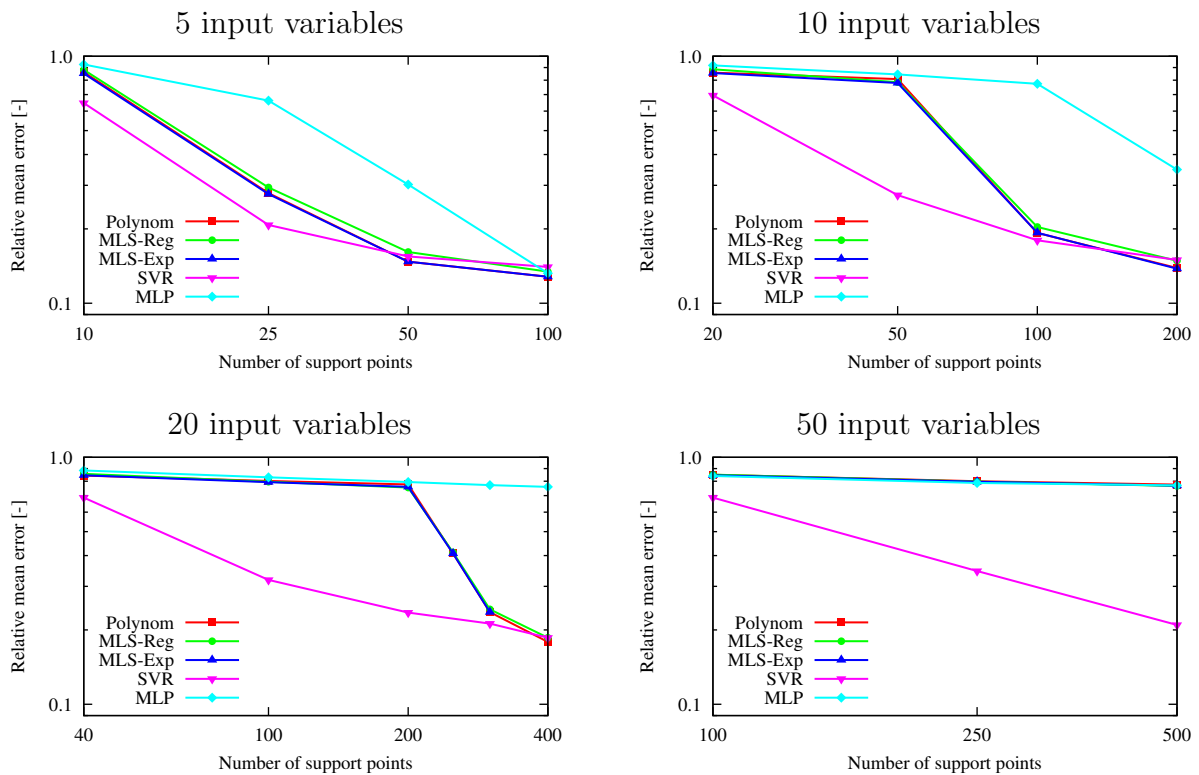 5 input variables
1.0
0.1
Relative mean error [-]
Polynom
MLS-Reg
MLS-Exp
SVR
MLP
10 25 50 100
Number of support points
10 input variables
1.0
0.1
Relative mean error [-]
Polynom
MLS-Reg
MLS-Exp
SVR
MLP
20 50 100 200
Number of support points
20 input variables
1.0
0.1
Relative mean error [-]
Polynom
MLS-Reg
MLS-Exp
SVR
MLP
40 100 200 400
Number of support points
50 input variables
1.0
0.1
Relative mean error [-]
Polynom
MLS-Reg
MLS-Exp
SVR
MLP
100 250 500
Number of support points